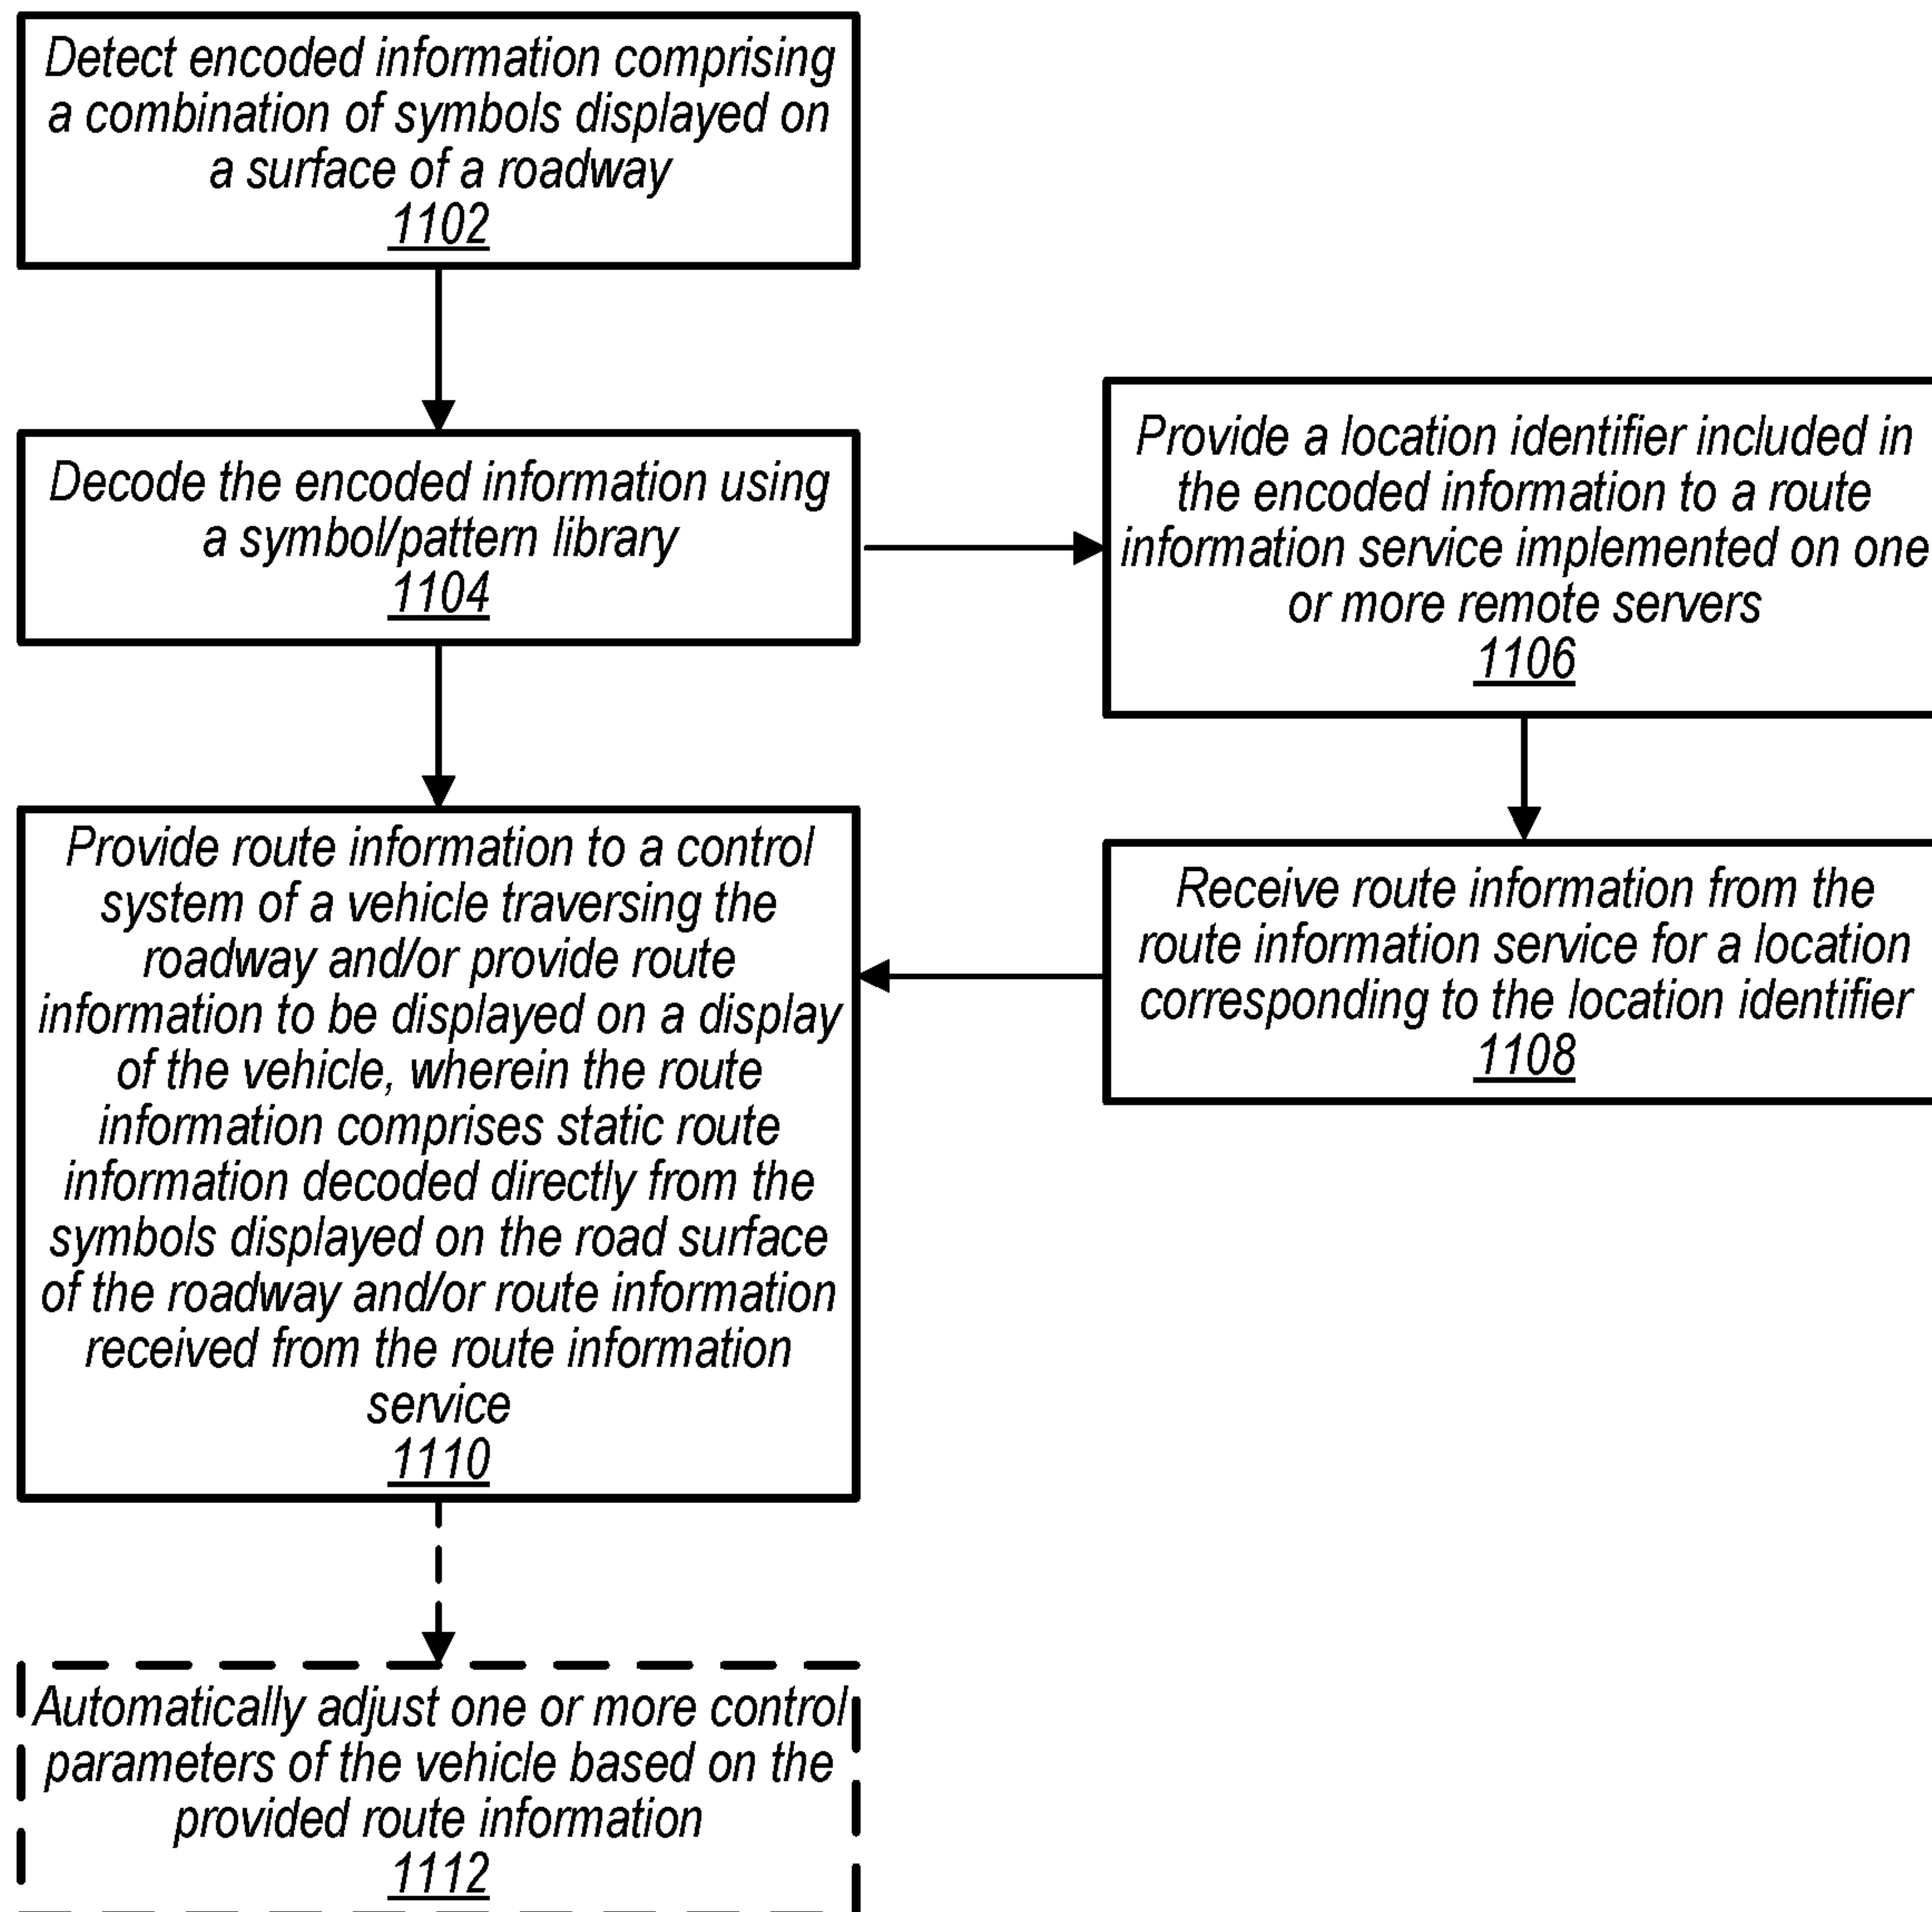 Detect encoded information comprising
a combination of symbols displayed on
a surface of a roadway
1102
Decode the encoded information using
a symbol/pattern library
1104
Provide a location identifier included in
the encoded information to a route
information service implemented on one
or more remote servers
1106
Receive route information from the
route information service for a location
corresponding to the location identifier
1108
Provide route information to a control
system of a vehicle traversing the
roadway and/or provide route
information to be displayed on a display
of the vehicle, wherein the route
information comprises static route
information decoded directly from the
symbols displayed on the road surface
of the roadway and/or route information
received from the route information
service
1110
Automatically adjust one or more control
parameters of the vehicle based on the
provided route information
1112